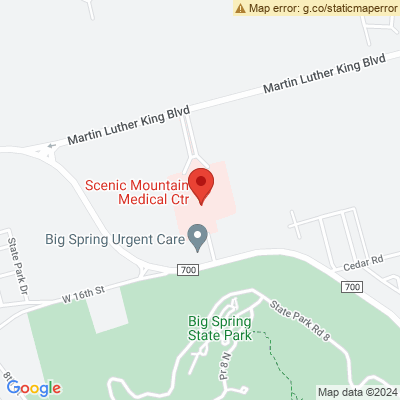 Map error: g.co/staticmaperror
Martin Luther King Blvd
Martin Luther King Blvd
Scenic Mountain
Medical Ctr
Big Spring Urgent Care
700
Cedar Rd
State Park Dr
W 16th St
700
State Park Rd 8
Big Spring
State Park
Pr 8 N
Google
Map data ©2024